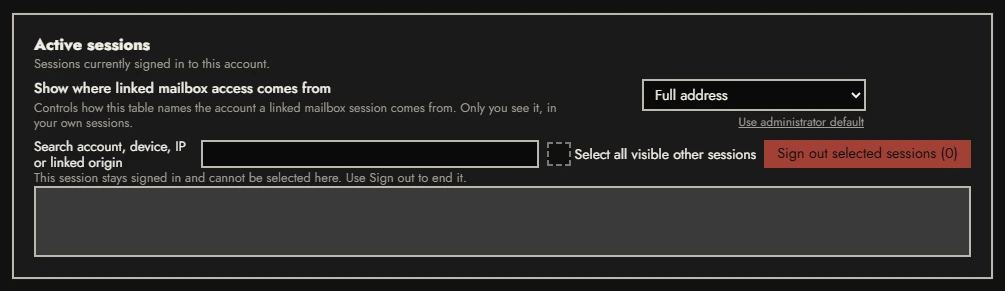 Active sessions
Sessions currently signed in to this account.
Show where linked mailbox access comes from
Controls how this table names the account a linked mailbox session comes from. Only you see it, in
your own sessions.
Full address
Use administrator default
Search account, device, IP
or linked origin
Select all visible other sessions
Sign out selected sessions (0)
This session stays signed in and cannot be selected here. Use Sign out to end it.